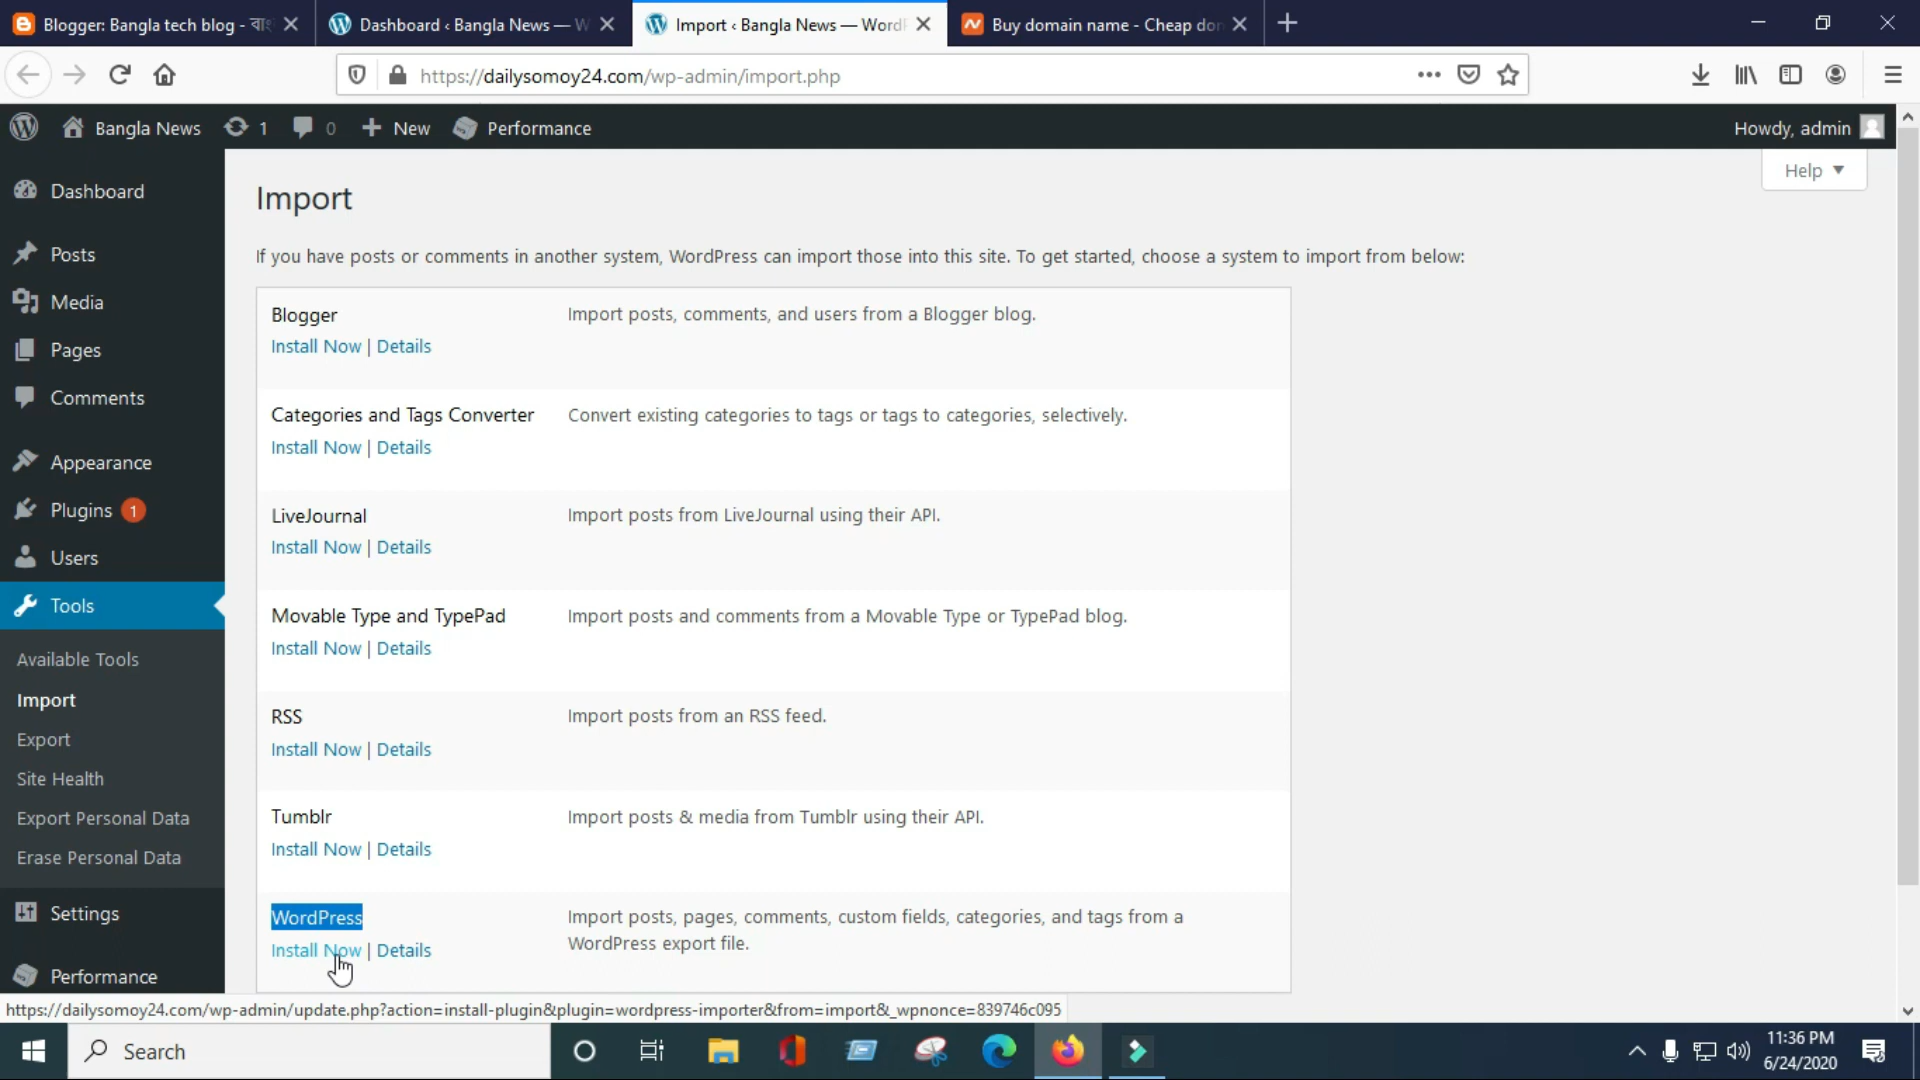 Blogger: Bangla tech blog - বাং
Dashboard ‹ Bangla News — W
Import ‹ Bangla News — WordP
Buy domain name - Cheap don
https://dailysomoy24.com/wp-admin/import.php
Bangla News
1
0
New
Performance
Howdy, admin
Help
Dashboard
Posts
Media
Pages
Comments
Appearance
Plugins 1
Users
Tools
Available Tools
Import
Export
Site Health
Export Personal Data
Erase Personal Data
Settings
Performance
Import
If you have posts or comments in another system, WordPress can import those into this site. To get started, choose a system to import from below:
Blogger
Import posts, comments, and users from a Blogger blog.
Install Now | Details
Categories and Tags Converter
Convert existing categories to tags or tags to categories, selectively.
Install Now | Details
LiveJournal
Import posts from LiveJournal using their API.
Install Now | Details
Movable Type and TypePad
Import posts and comments from a Movable Type or TypePad blog.
Install Now | Details
RSS
Import posts from an RSS feed.
Install Now | Details
Tumblr
Import posts & media from Tumblr using their API.
Install Now | Details
WordPress
Import posts, pages, comments, custom fields, categories, and tags from a
WordPress export file.
Install Now | Details
https://dailysomoy24.com/wp-admin/update.php?action=install-plugin&plugin=wordpress-importer&from=import&_wpnonce=839746c095
Search
11:36 PM
6/24/2020